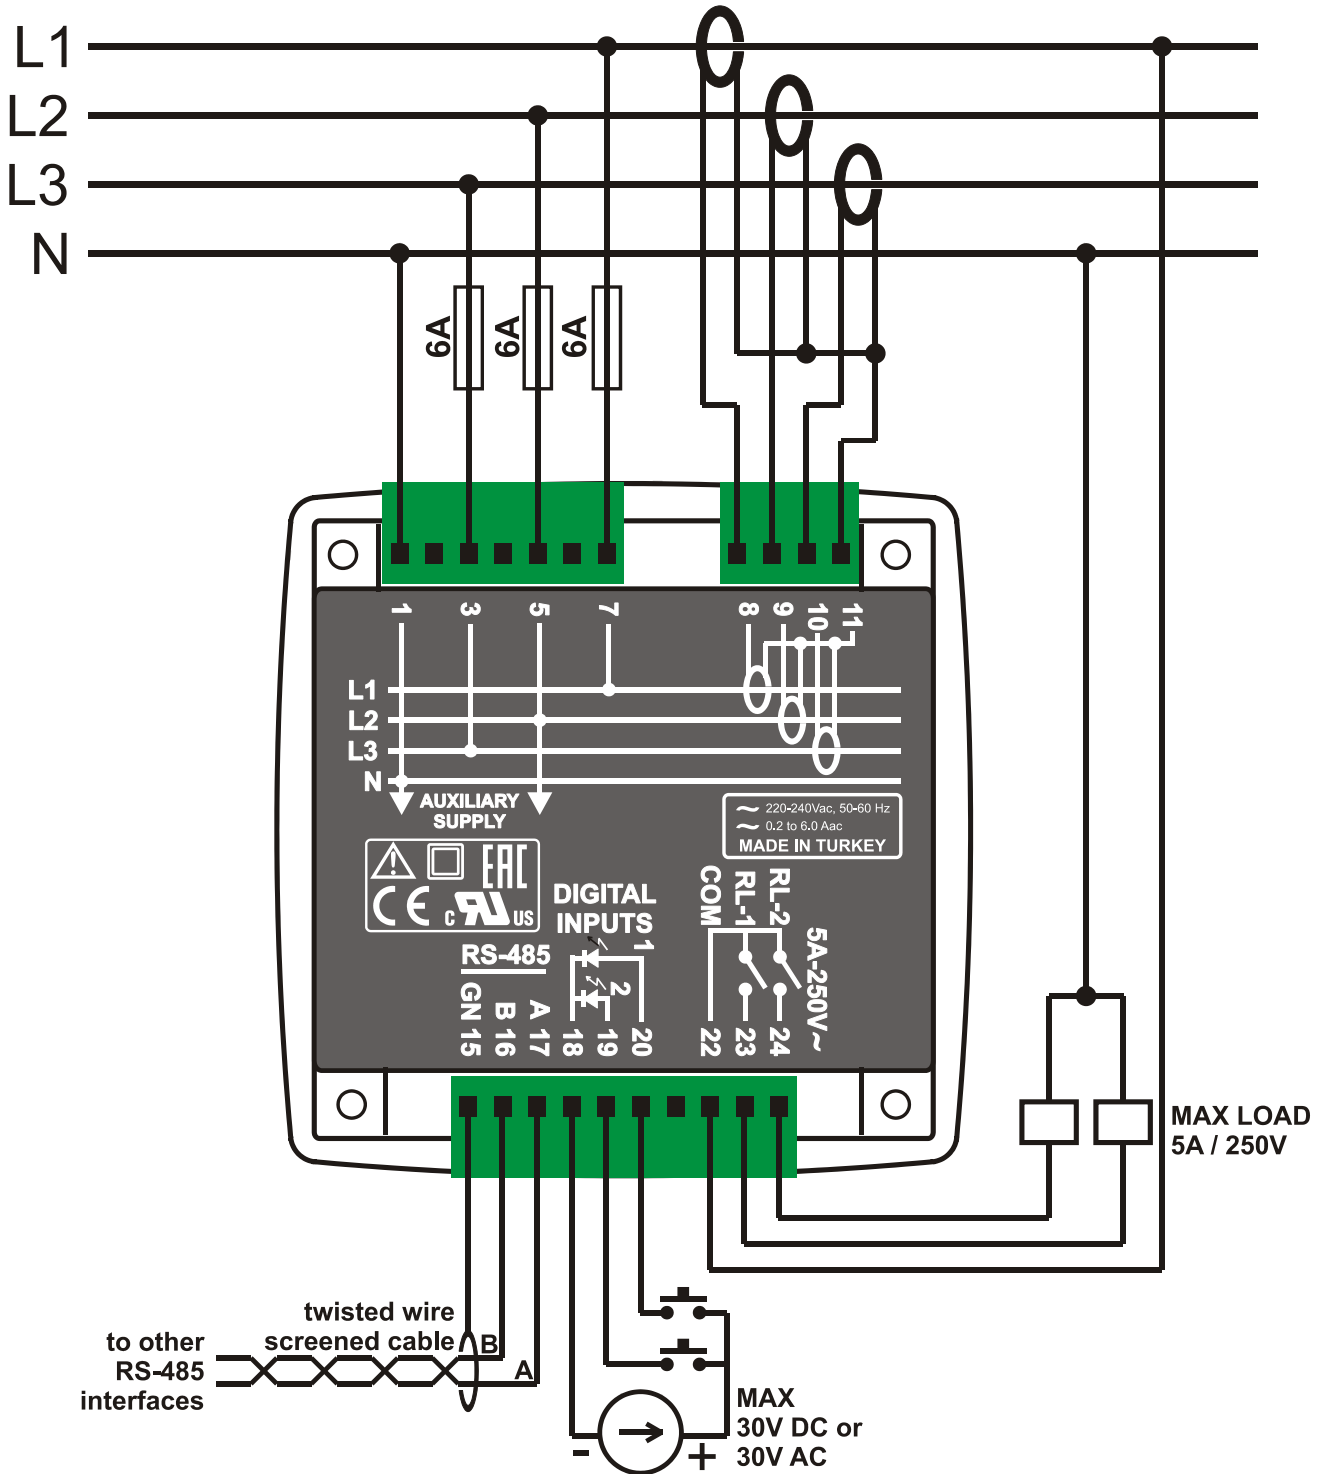 L1
L2
L3
N
6A
6A
6A
1
3
5
7
8
9
10
11
L1
L2
L3
N
AUXILIARY
SUPPLY
220-240Vac, 50-60 Hz
0.2 to 6.0 Aac
MADE IN TURKEY
EAC
CE
C
RU
US
DIGITAL
INPUTS
1
2
COM
RL-1
RL-2
5A-250V~
RS-485
GN
B
A
15
16
17
18
19
20
22
23
24
MAX LOAD
5A / 250V
twisted wire
screened cable
B
A
to other
RS-485
interfaces
MAX
30V DC or
30V AC
-
+